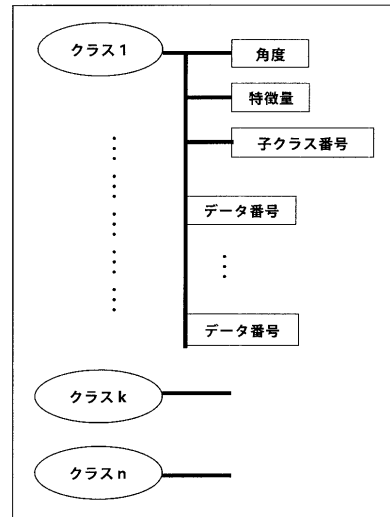 クラス1
角度
特徴量
子クラス番号
データ番号
データ番号
クラスk
クラスn